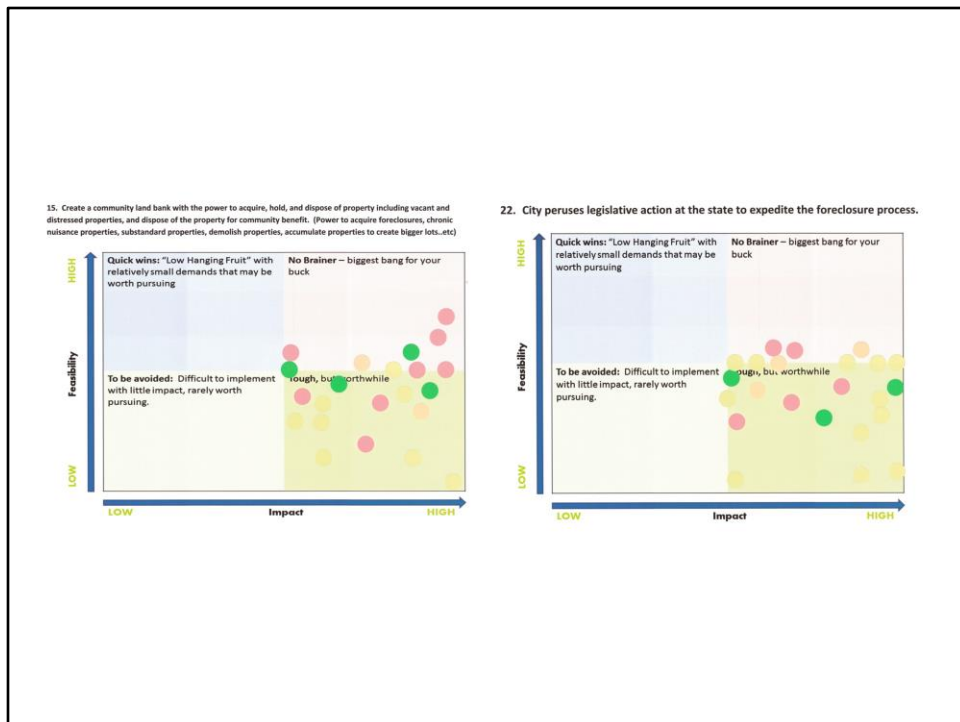 15. Create a community land bank with the power to acquire, hold, and dispose of property including vacant and
distressed properties, and dispose of the property for community benefit. (Power to acquire foreclosures, chronic
nuisance properties, substandard properties, demolish properties, accumulate properties to create bigger lots..etc)
HIGH
Feasibility
LOW
Quick wins: "Low Hanging Fruit" with
relatively small demands that may be
worth pursuing
No Brainer – biggest bang for your
buck
To be avoided: Difficult to implement
with little impact, rarely worth
pursuing.
Tough, but worthwhile
LOW
Impact
HIGH
22. City peruses legislative action at the state to expedite the foreclosure process.
HIGH
Feasibility
LOW
Quick wins: "Low Hanging Fruit" with
relatively small demands that may be
worth pursuing
No Brainer – biggest bang for your
buck
To be avoided: Difficult to implement
with little impact, rarely worth
pursuing.
Tough, but worthwhile
LOW
Impact
HIGH